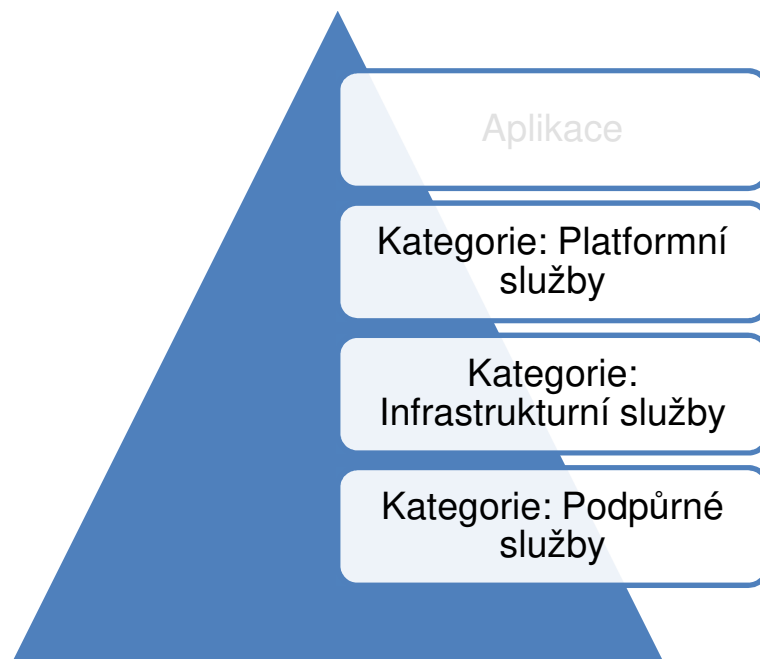 Aplikace
Kategorie: Platformní
služby
Kategorie:
Infrastrukturní služby
Kategorie: Podpůrné
služby